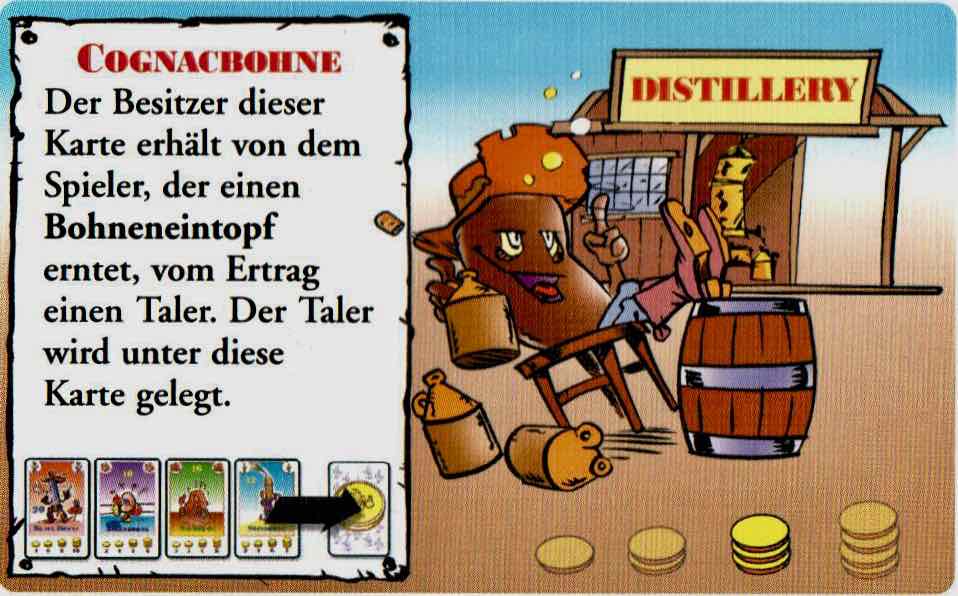 COGNACBOHNE
Der Besitzer dieser
Karte erhält von dem
Spieler, der einen
Bohneneintopf
erntet, vom Ertrag
einen Taler. Der Taler
wird unter diese
Karte gelegt.
DISTILLERY